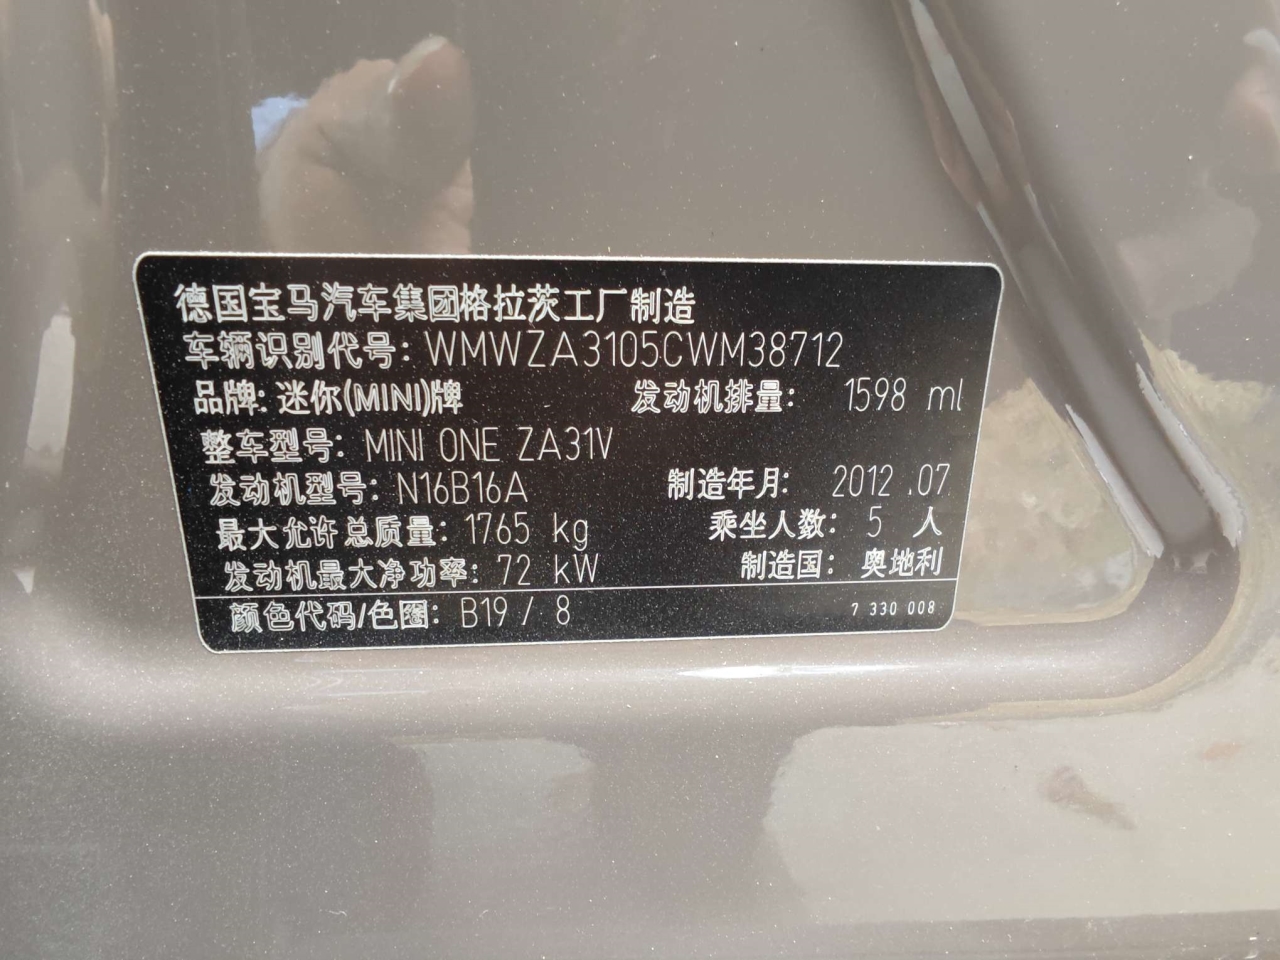 德国宝马汽车集团格拉茨工厂制造
车辆识别代号: WMWZA3105CWM38712
品牌: 迷你(MINI)牌 发动机排量: 1598 ml
整车型号: MINI ONE ZA31V
发动机型号: N16B16A 制造年月: 2012 .07
最大允许总质量: 1765 kg 乘坐人数: 5 人
发动机最大净功率: 72 kW 制造国: 奥地利
颜色代码/色圈: B19 / 8 7 330 008